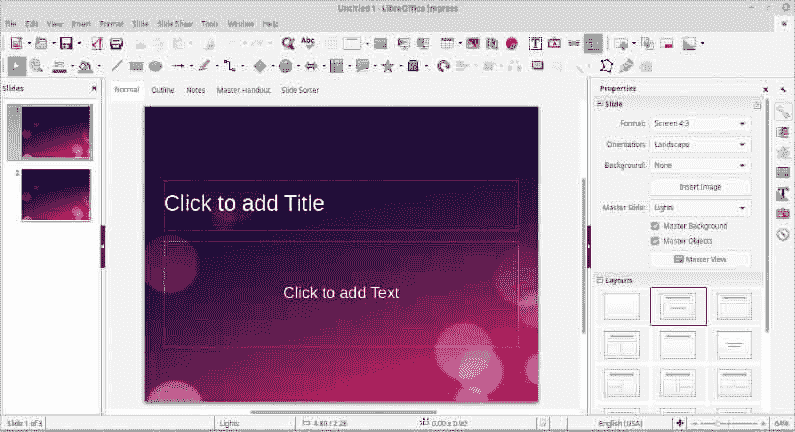 Untitled 1 - LibreOffice Impress
File Edit View Insert Format Slide Slide Show Tools Window Help
Slides
Normal Outline Notes Master Handout Slide Sorter
Click to add Title
Click to add Text
Properties
Slide
Format: Screen 4:3
Orientation: Landscape
Background: None
Insert Image
Master Slide: Lights
Master Background
Master Objects
Master View
Layouts
Slide 1 of 3
Lights
English (USA)
64%